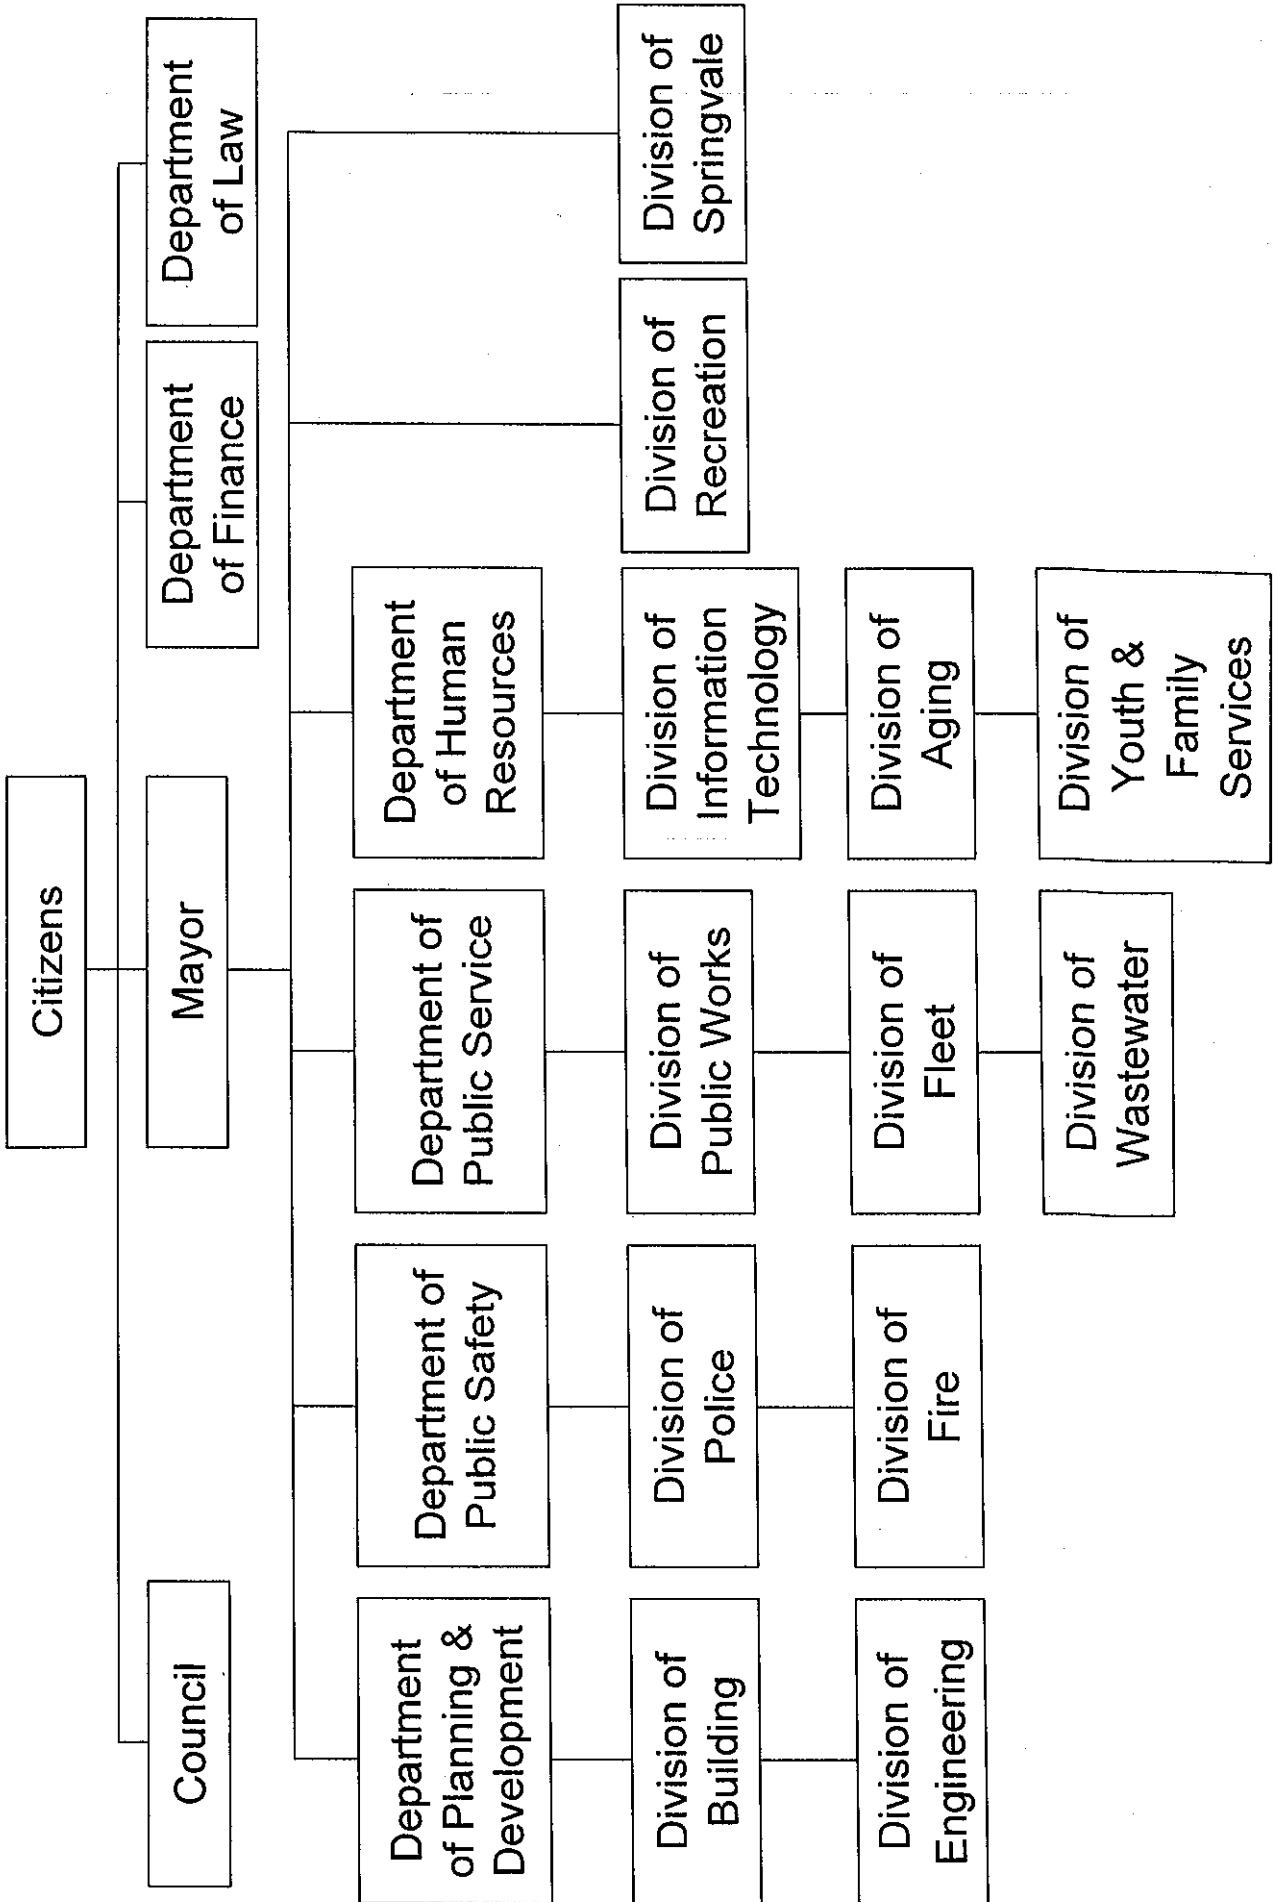 Citizens
Council
Mayor
Department
of Finance
Department
of Law
Department
of Planning &
Development
Department of
Public Safety
Department of
Public Service
Department
of Human
Resources
Division of
Building
Division of
Police
Division of
Public Works
Division of
Information
Technology
Division of
Recreation
Division of
Springvale
Division of
Engineering
Division of
Fire
Division of
Fleet
Division of
Aging
Division of
Wastewater
Division of
Youth &
Family
Services